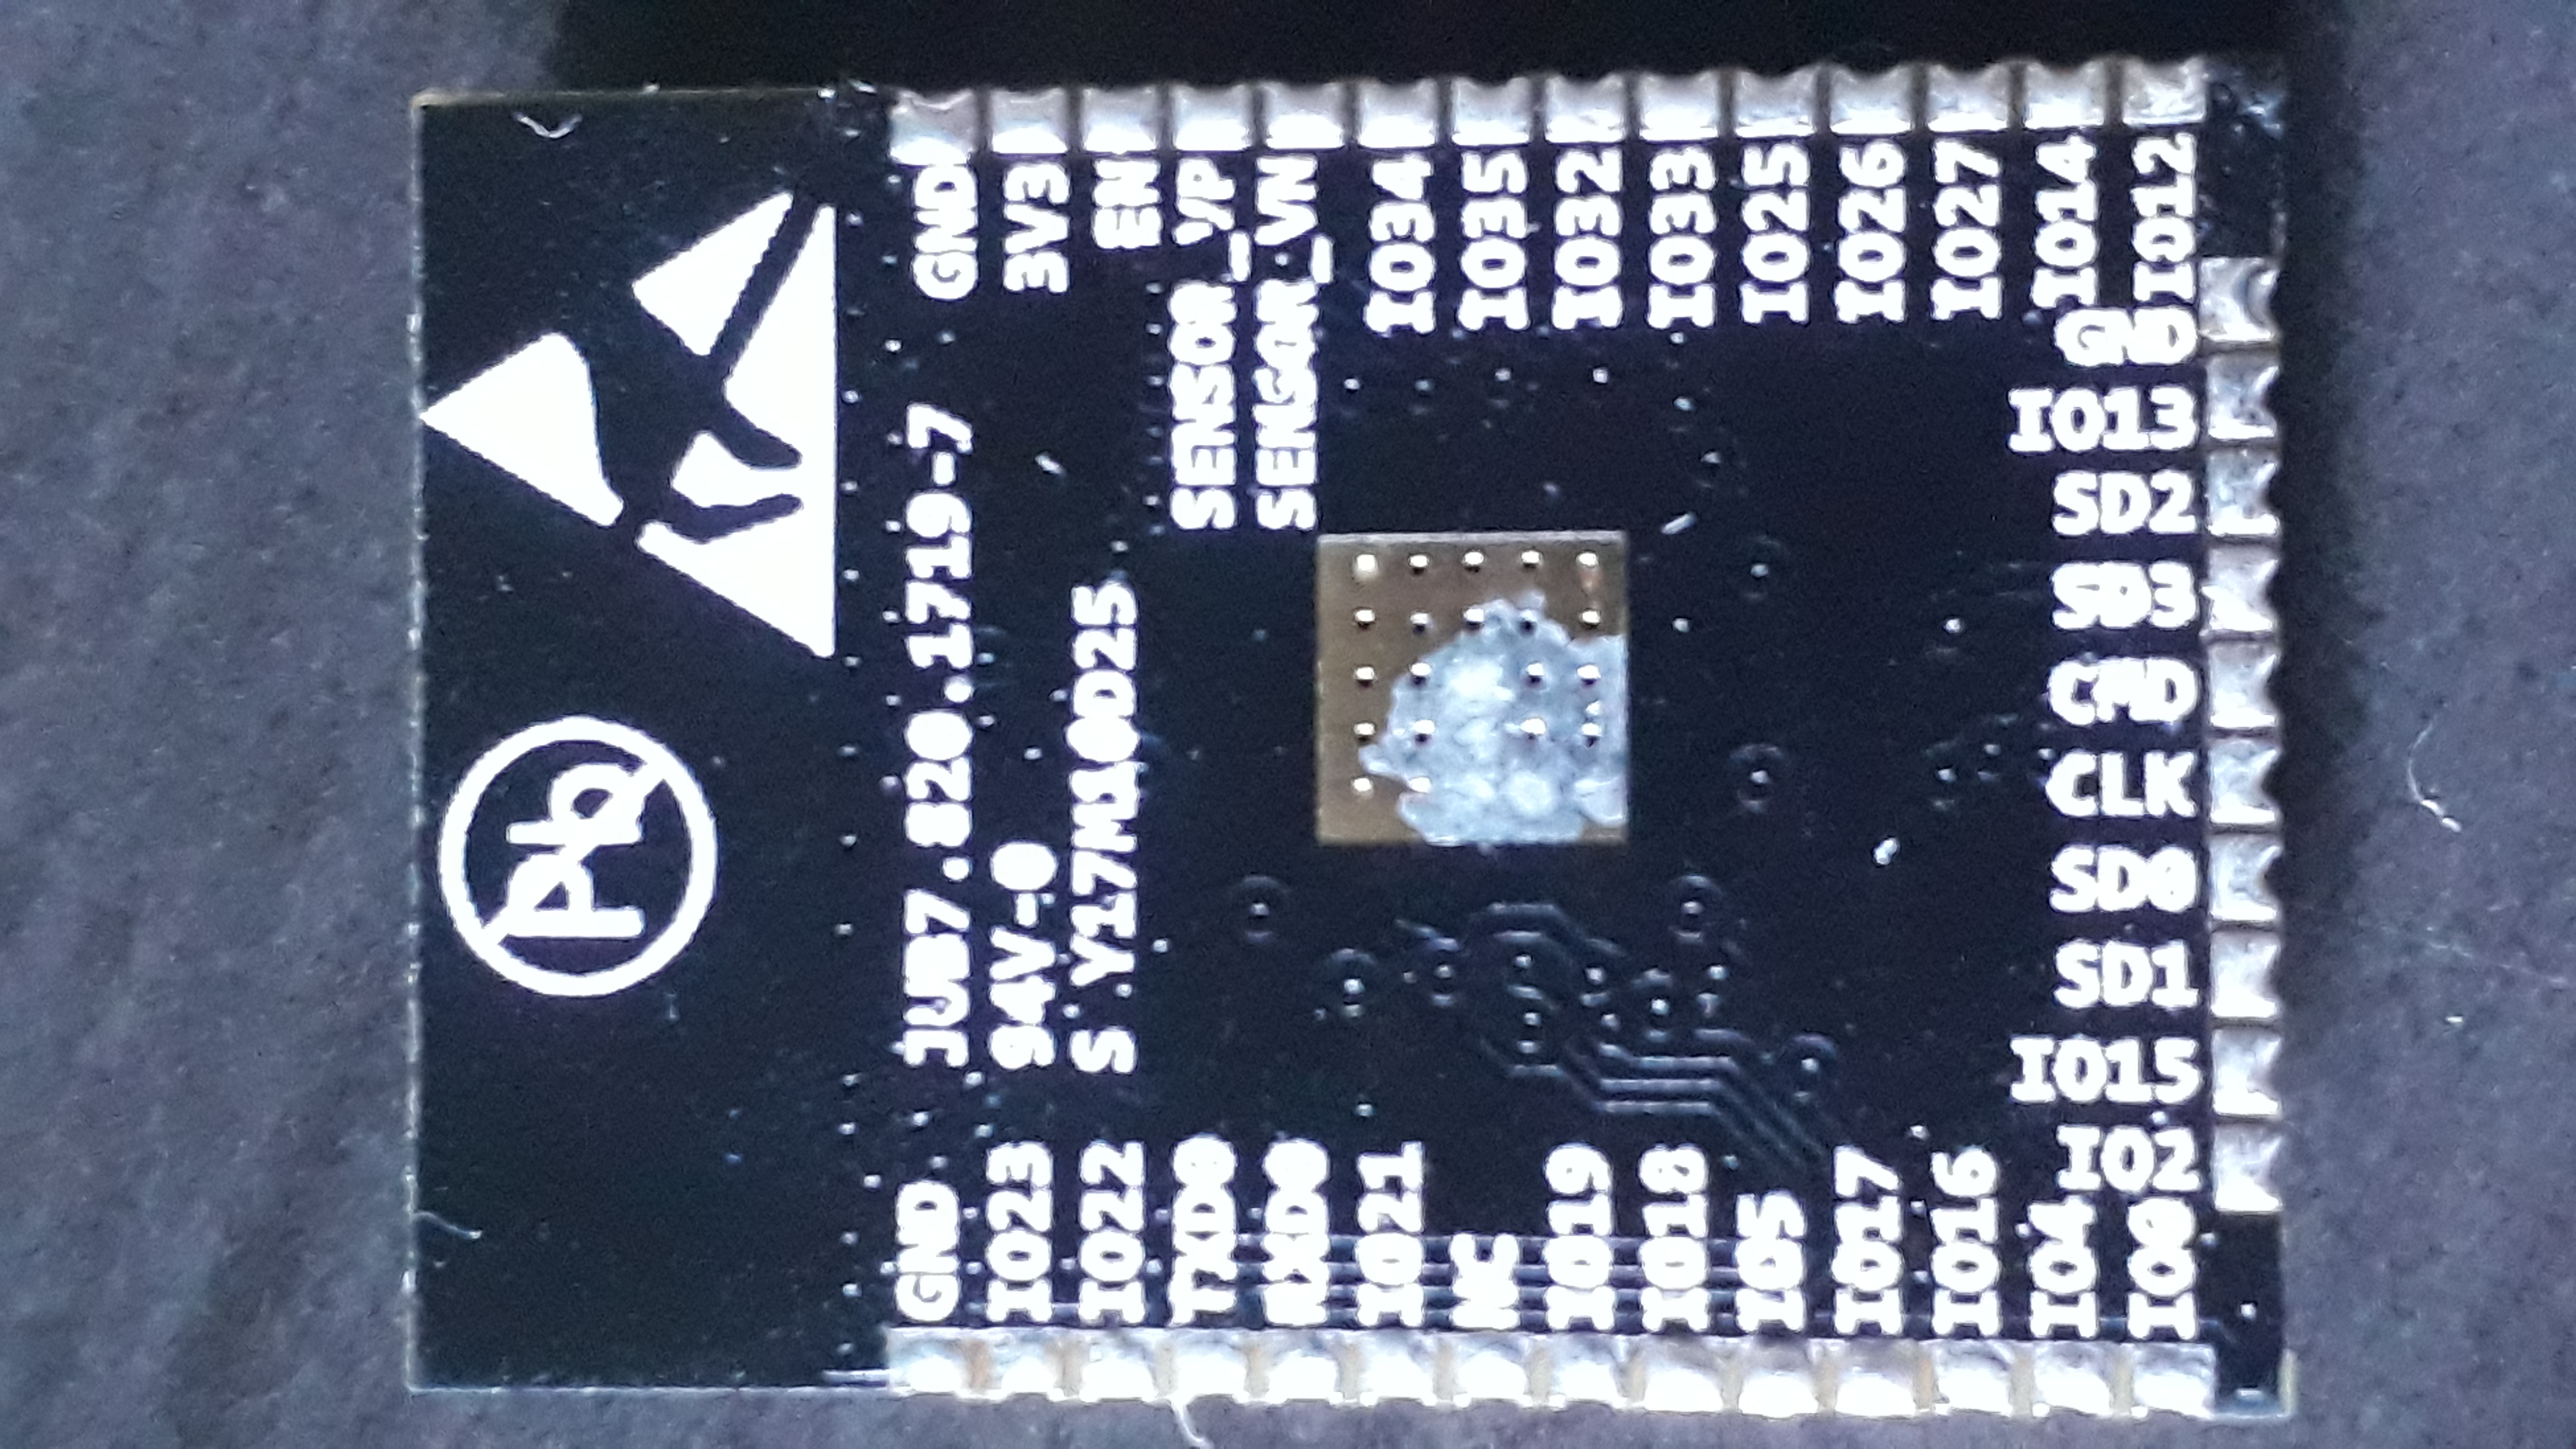 Pb
GND JUB7.820.1719-7 GND
IO23 94V-0 3V3
IO22 S Y17M10D25 EN
TXD0 SENSOR_VP
RXD0 SENSOR_VN
IO21 IO34
NC IO35
IO19 IO32
IO18 IO33
IO5 IO25
IO17 IO26
IO16 IO27
IO4 IO14
IO0 IO12
IO2 IO15 SD1 SD0 CLK CMD SD3 SD2 IO13 GND